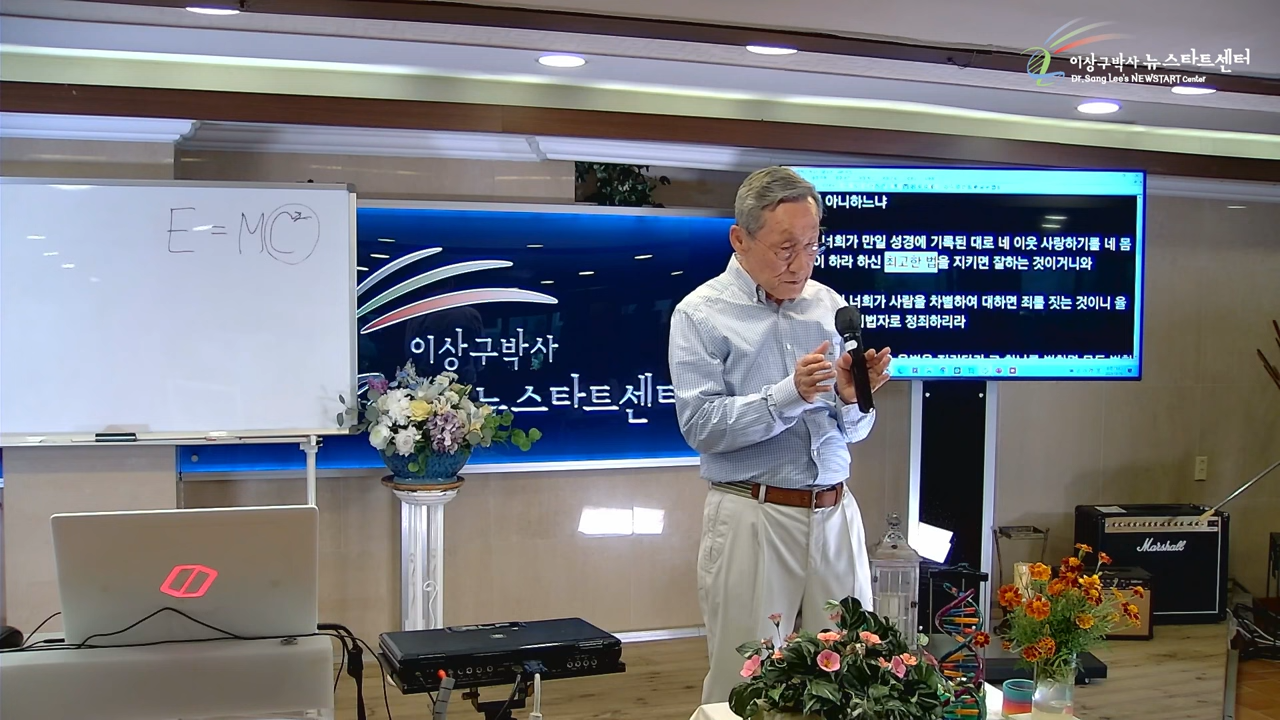 이상구박사 뉴스타트센터
Dr. Sang Lee's NEWSTART Center
E = MC²
이상구박사
뉴스타트센터
아니하느냐
너희가 만일 성경에 기록된 대로 네 이웃 사랑하기를 네 몸
이 하라 하신 최고한 법을 지키면 잘하는 것이거니와
너희가 사람을 차별하여 대하면 죄를 짓는 것이니 율
법자로 정죄하리라
Marshall